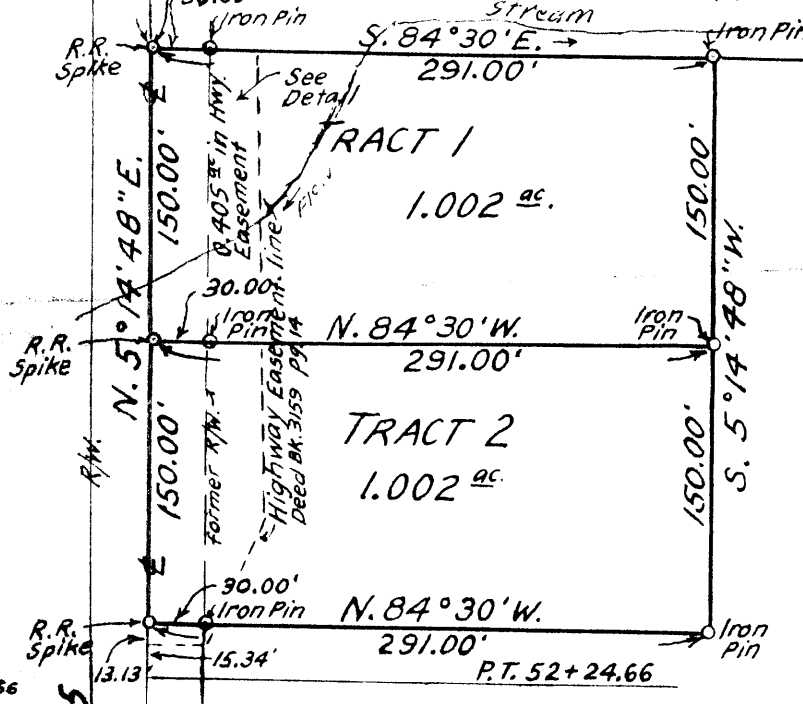 Stream
Iron Pin
S. 84°30'E. →
Iron Pin
R.R.
Spike
291.00'
See
Detail
TRACT 1
1.002 ac.
150.00'
0.405 ac in Hwy.
Easement
150.00'
N. 5°14'48"E.
S. 5°14'48"W.
30.00'
Iron
Pin
N. 84°30'W.
Iron
Pin
R.R.
Spike
291.00'
Highway Easement line
Deed BK. 3159
former R/W.
R/W.
TRACT 2
1.002 ac.
150.00'
150.00'
30.00'
Iron Pin
N. 84°30'W.
R.R.
Spike
291.00'
Iron
Pin
13.13'
15.34'
P.T. 52+24.66